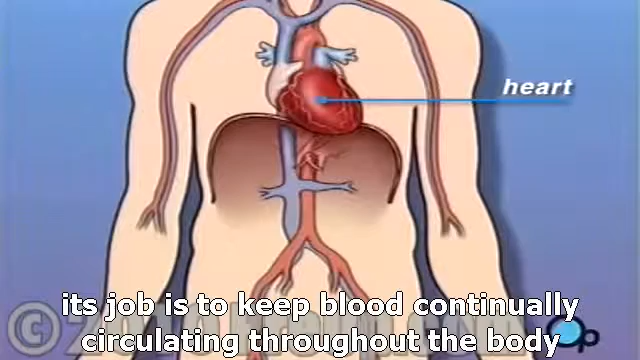 heart
its job is to keep blood continually
circulating throughout the body